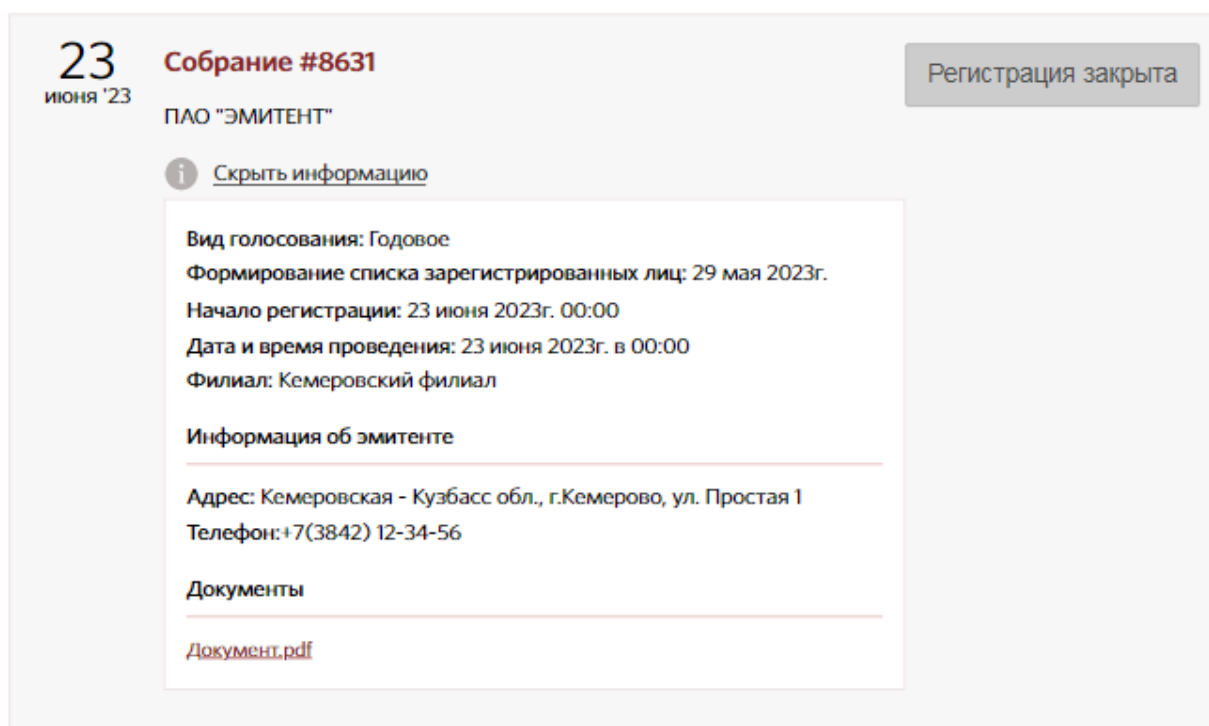 23
июня '23
Собрание #8631
Регистрация закрыта
ПАО "ЭМИТЕНТ"
i Скрыть информацию
Вид голосования: Годовое
Формирование списка зарегистрированных лиц: 29 мая 2023г.
Начало регистрации: 23 июня 2023г. 00:00
Дата и время проведения: 23 июня 2023г. в 00:00
Филиал: Кемеровский филиал
Информация об эмитенте
Адрес: Кемеровская - Кузбасс обл., г.Кемерово, ул. Простая 1
Телефон:+7(3842) 12-34-56
Документы
Документ.pdf